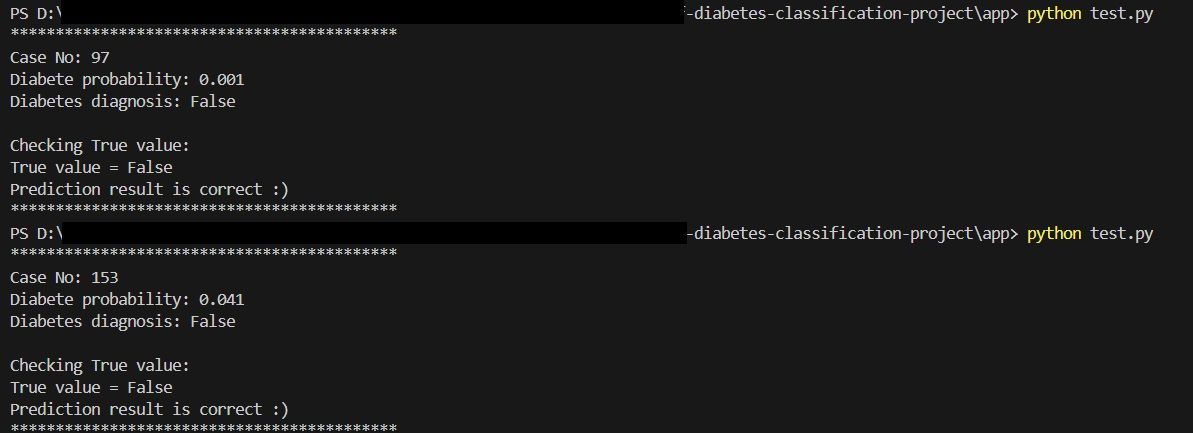 PS D:\ -diabetes-classification-project\app> python test.py
*******************************************
Case No: 97
Diabete probability: 0.001
Diabetes diagnosis: False
Checking True value:
True value = False
Prediction result is correct :)
*******************************************
PS D:\ -diabetes-classification-project\app> python test.py
*******************************************
Case No: 153
Diabete probability: 0.041
Diabetes diagnosis: False
Checking True value:
True value = False
Prediction result is correct :)
*******************************************